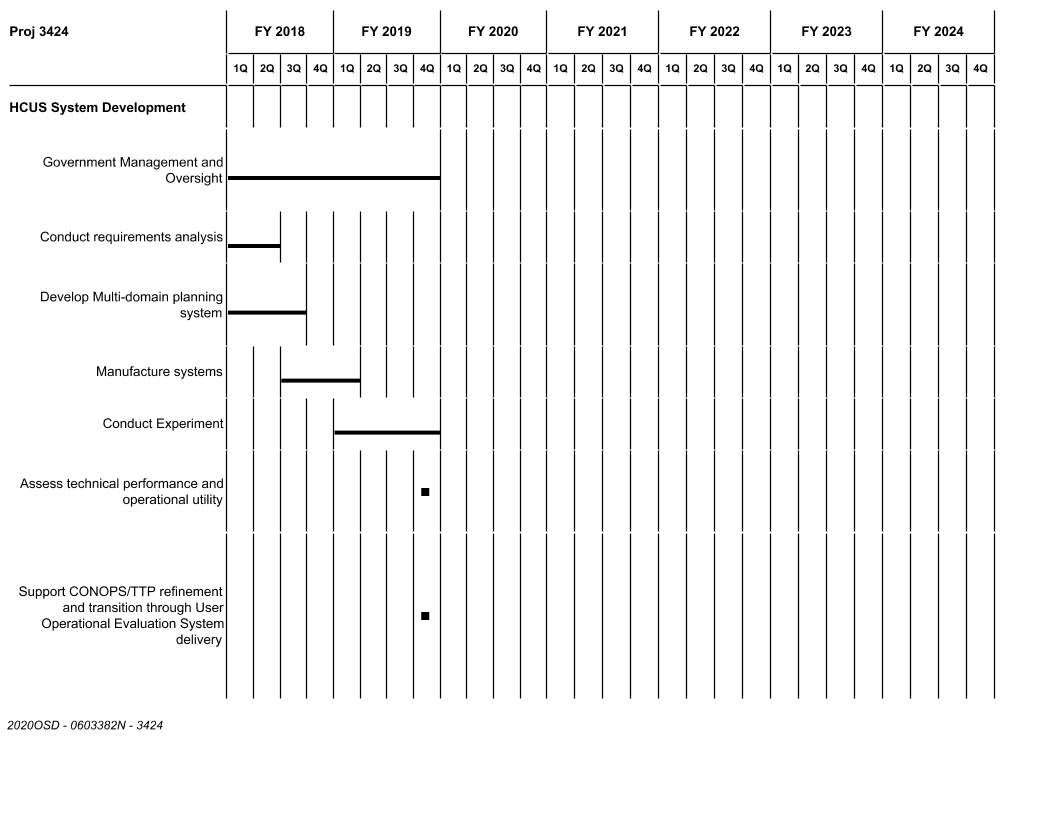 Proj 3424 FY 2018 FY 2019 FY 2020 FY 2021 FY 2022 FY 2023 FY 2024
1Q 2Q 3Q 4Q 1Q 2Q 3Q 4Q 1Q 2Q 3Q 4Q 1Q 2Q 3Q 4Q 1Q 2Q 3Q 4Q 1Q 2Q 3Q 4Q 1Q 2Q 3Q 4Q
HCUS System Development
Government Management and
Oversight
Conduct requirements analysis
Develop Multi-domain planning
system
Manufacture systems
Conduct Experiment
Assess technical performance and
operational utility
Support CONOPS/TTP refinement
and transition through User
Operational Evaluation System
delivery
2020OSD - 0603382N - 3424